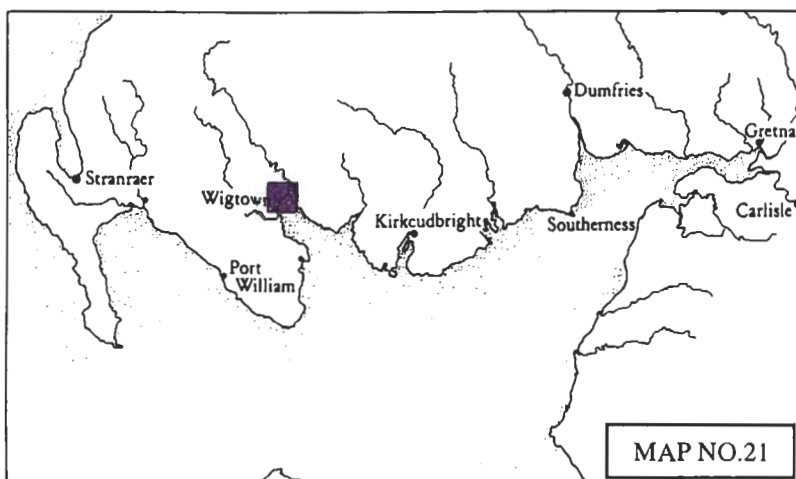 Dumfries
Gretna
Stranraer
Wigtown
Kirkcudbright
Southerness
Carlisle
Port
William
MAP NO.21